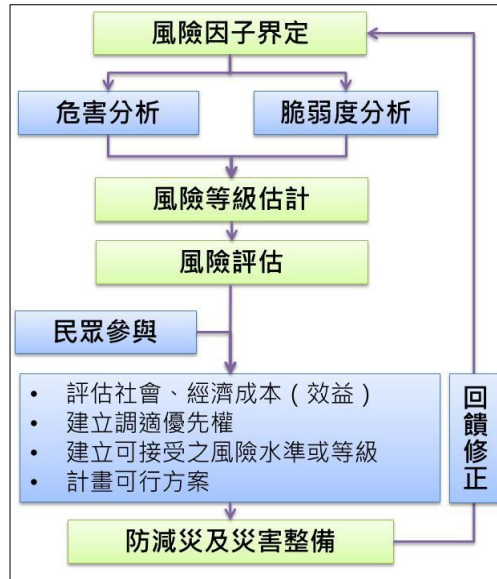 風險因子界定
危害分析
脆弱度分析
風險等級估計
風險評估
民眾參與
• 評估社會、經濟成本（效益）
• 建立調適優先權
• 建立可接受之風險水準或等級
• 計畫可行方案
回饋修正
防減災及災害整備